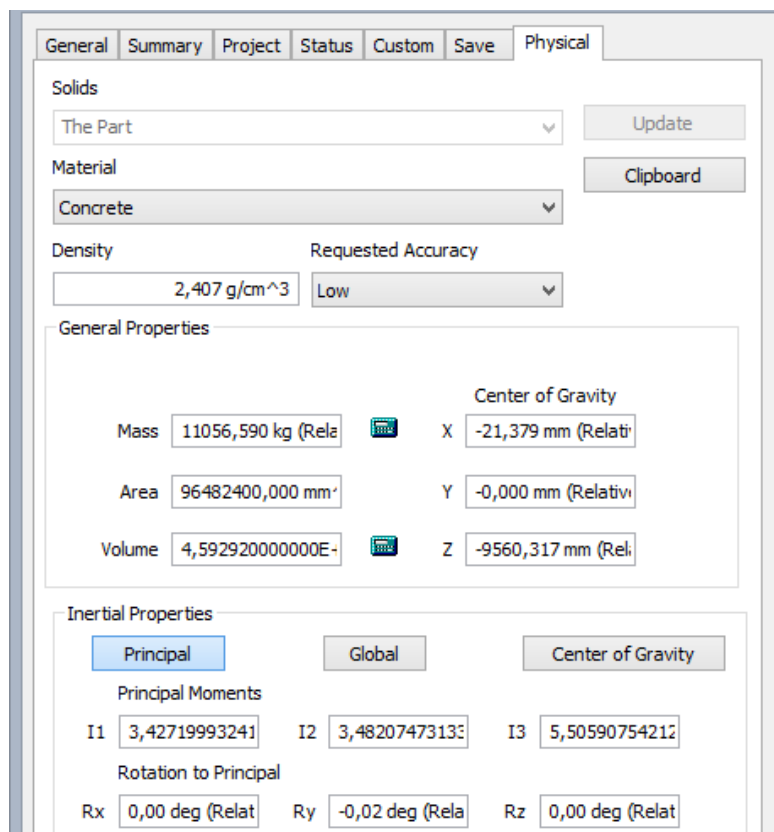 General Summary Project Status Custom Save Physical
Solids
The Part Update
Material Clipboard
Concrete
Density Requested Accuracy
2,407 g/cm^3 Low
General Properties
Center of Gravity
Mass 11056,590 kg (Rela X -21,379 mm (Relati
Area 96482400,000 mm^ Y -0,000 mm (Relativ
Volume 4,592920000000E- Z -9560,317 mm (Rel
Inertial Properties
Principal Global Center of Gravity
Principal Moments
I1 3,42719993241 I2 3,48207473133 I3 5,50590754212
Rotation to Principal
Rx 0,00 deg (Relat Ry -0,02 deg (Rela Rz 0,00 deg (Relat